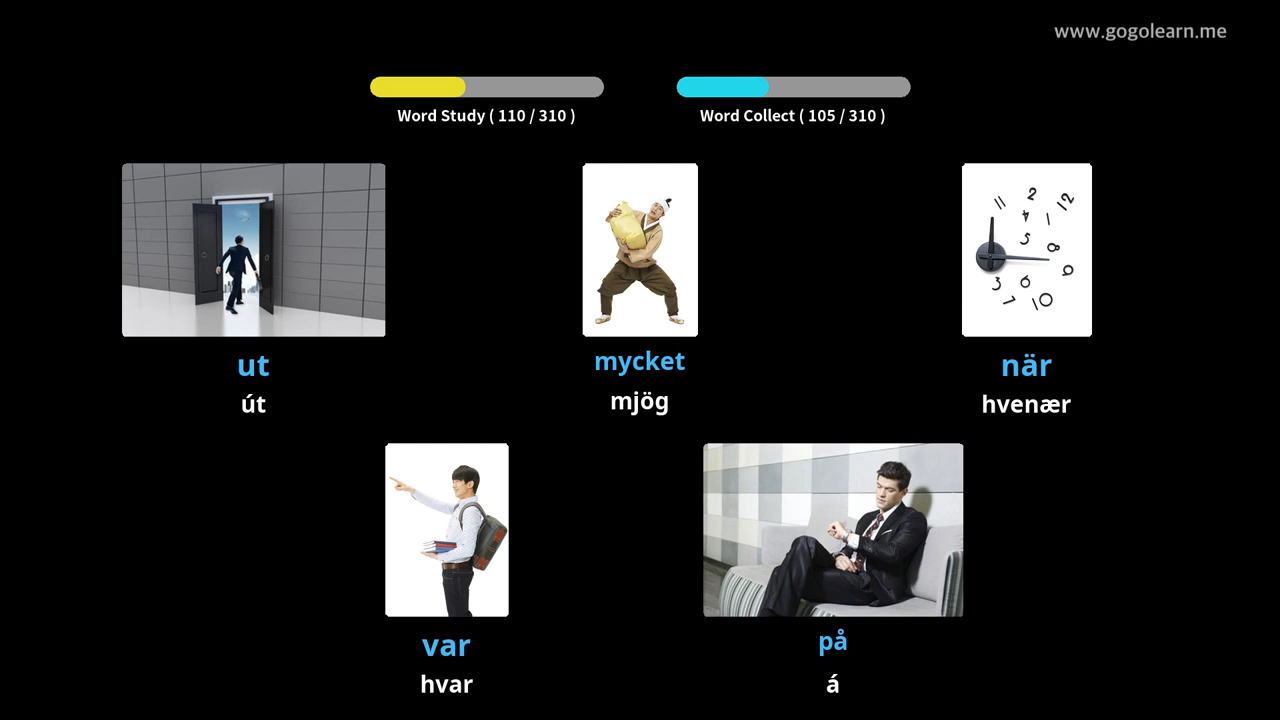 www.gogolearn.me
Word Study ( 110 / 310 )
Word Collect ( 105 / 310 )
ut
út
mycket
mjög
när
hvenær
var
hvar
på
á